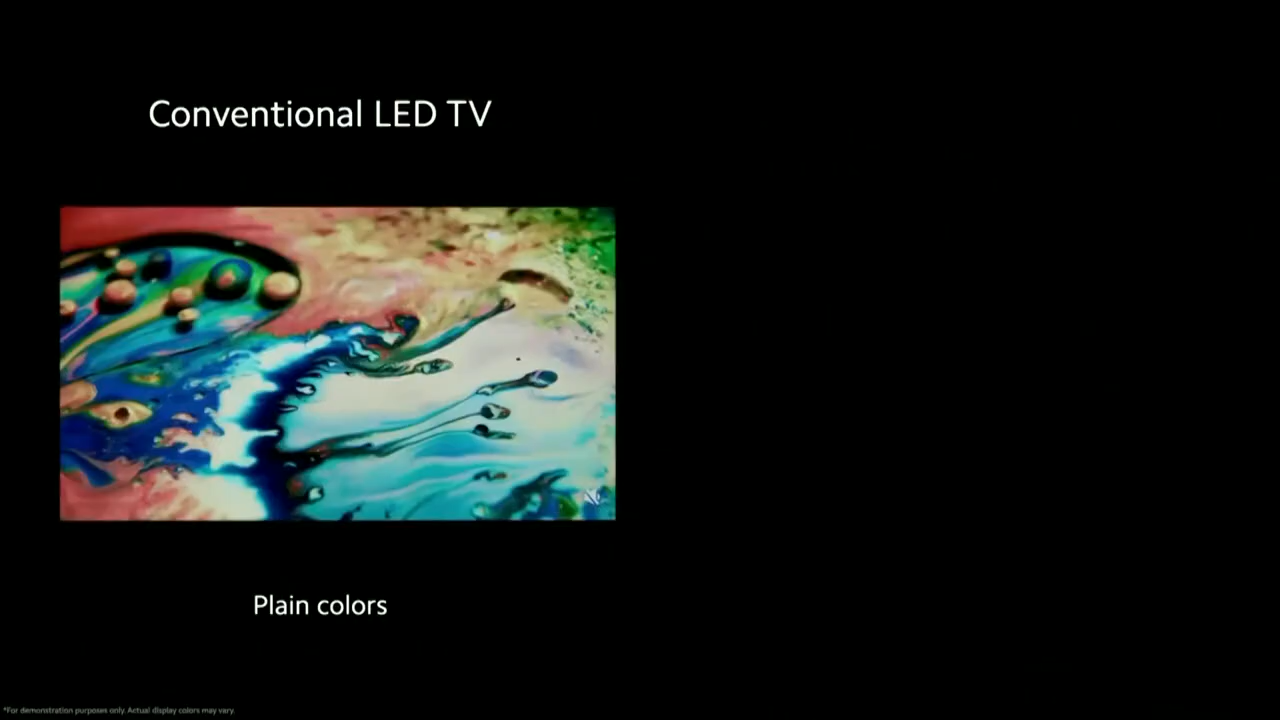 Conventional LED TV
Plain colors
*For demonstration purposes only. Actual display colors may vary.